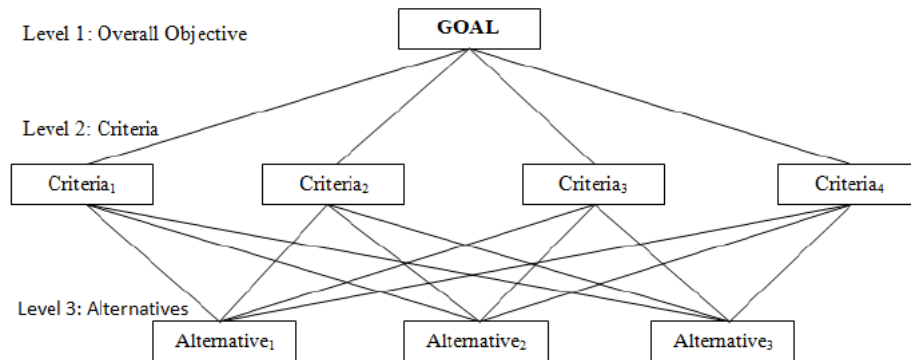 Level 1: Overall Objective
GOAL
Level 2: Criteria
Criteria₁
Criteria₂
Criteria₃
Criteria₄
Level 3: Alternatives
Alternative₁
Alternative₂
Alternative₃